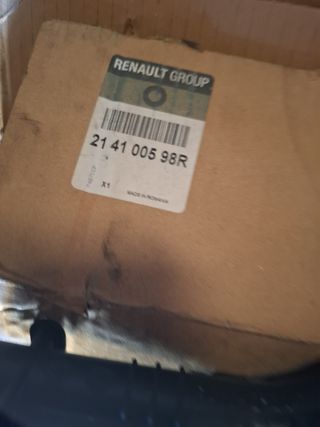 RENAULT GROUP
21 41 005 98R
X1
MADE IN ROMANIA